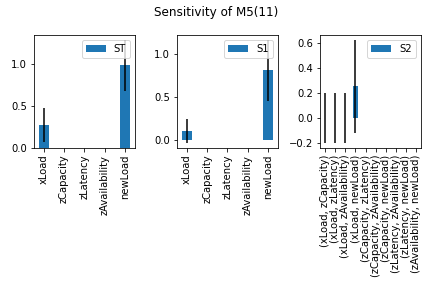 Sensitivity of M5(11)
ST
1.0
0.5
0.0
xLoad
zCapacity
zLatency
zAvailability
newLoad
S1
1.0
0.5
0.0
xLoad
zCapacity
zLatency
zAvailability
newLoad
S2
0.6
0.4
0.2
0.0
−0.2
(xLoad, zCapacity)
(xLoad, zLatency)
(xLoad, zAvailability)
(xLoad, newLoad)
(zCapacity, zLatency)
(zCapacity, zAvailability)
(zCapacity, newLoad)
(zLatency, zAvailability)
(zLatency, newLoad)
(zAvailability, newLoad)